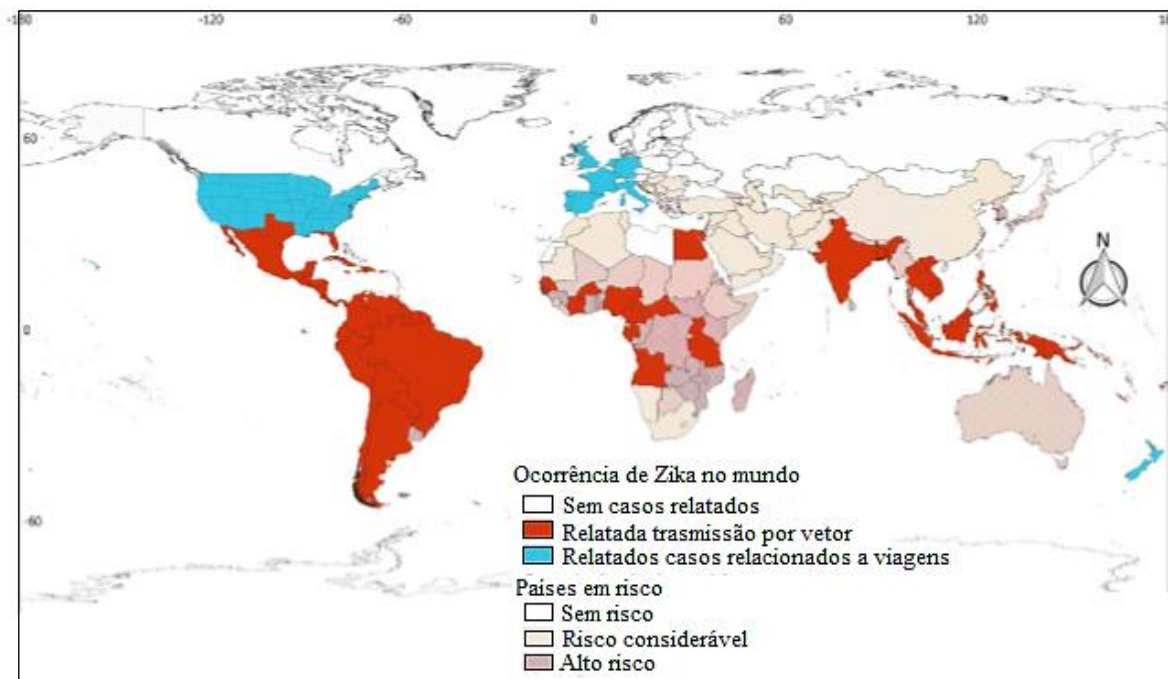 -180 -120 -60 0 60 120 18
60
N
0
-60
Ocorrência de Zika no mundo
Sem casos relatados
Relatada trasmissão por vetor
Relatados casos relacionados a viagens
Países em risco
Sem risco
Risco considerável
Alto risco